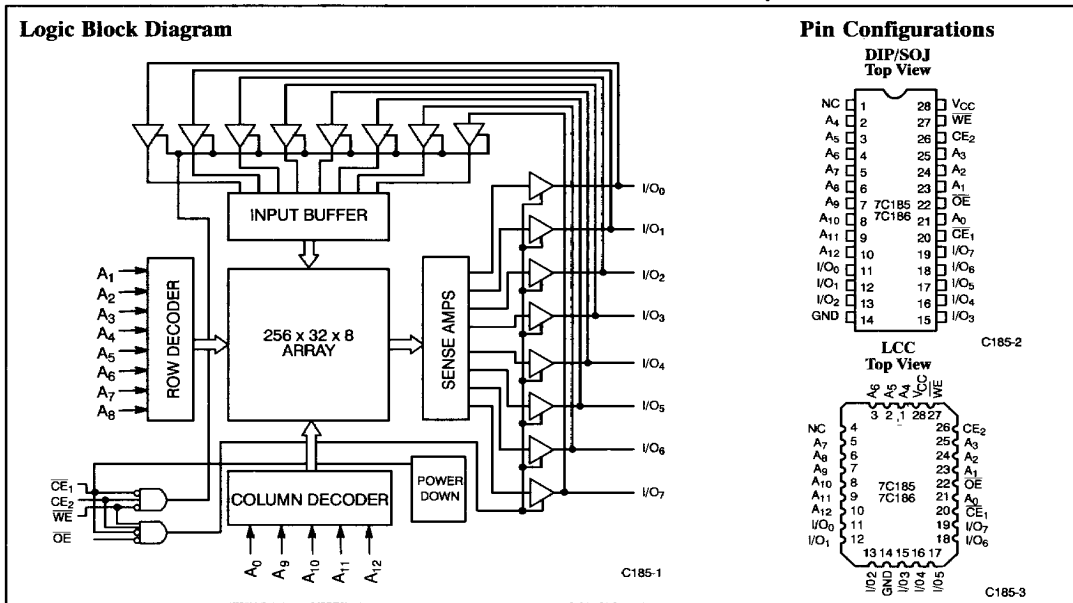 Logic Block Diagram
INPUT BUFFER
A1
A2
A3
A4
A5
A6
A7
A8
ROW DECODER
256 x 32 x 8
ARRAY
SENSE AMPS
I/O0
I/O1
I/O2
I/O3
I/O4
I/O5
I/O6
I/O7
CE1
CE2
WE
OE
COLUMN DECODER
POWER
DOWN
A0
A9
A10
A11
A12
C185-1
Pin Configurations
DIP/SOJ
Top View
NC 1 28 VCC
A4 2 27 WE
A5 3 26 CE2
A6 4 25 A3
A7 5 24 A2
A8 6 23 A1
A9 7 7C185 22 OE
A10 8 7C186 21 A0
A11 9 20 CE1
A12 10 19 I/O7
I/O0 11 18 I/O6
I/O1 12 17 I/O5
I/O2 13 16 I/O4
GND 14 15 I/O3
C185-2
LCC
Top View
A6 A5 A4 VCC WE
3 2 1 28 27
NC 4 26 CE2
A7 5 25 A3
A8 6 24 A2
A9 7 23 A1
A10 8 7C185 22 OE
A11 9 7C186 21 A0
A12 10 20 CE1
I/O0 11 19 I/O7
I/O1 12 18 I/O6
13 14 15 16 17
I/O2 GND I/O3 I/O4 I/O5
C185-3